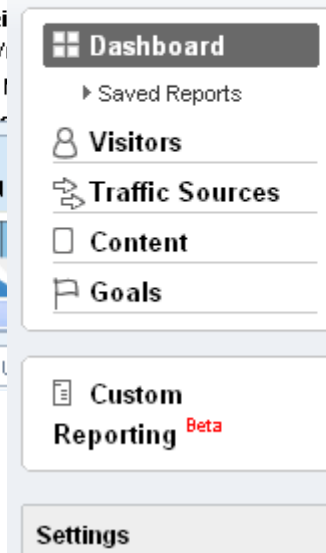 Dashboard
Saved Reports
Visitors
Traffic Sources
Content
Goals
Custom
Reporting Beta
Settings